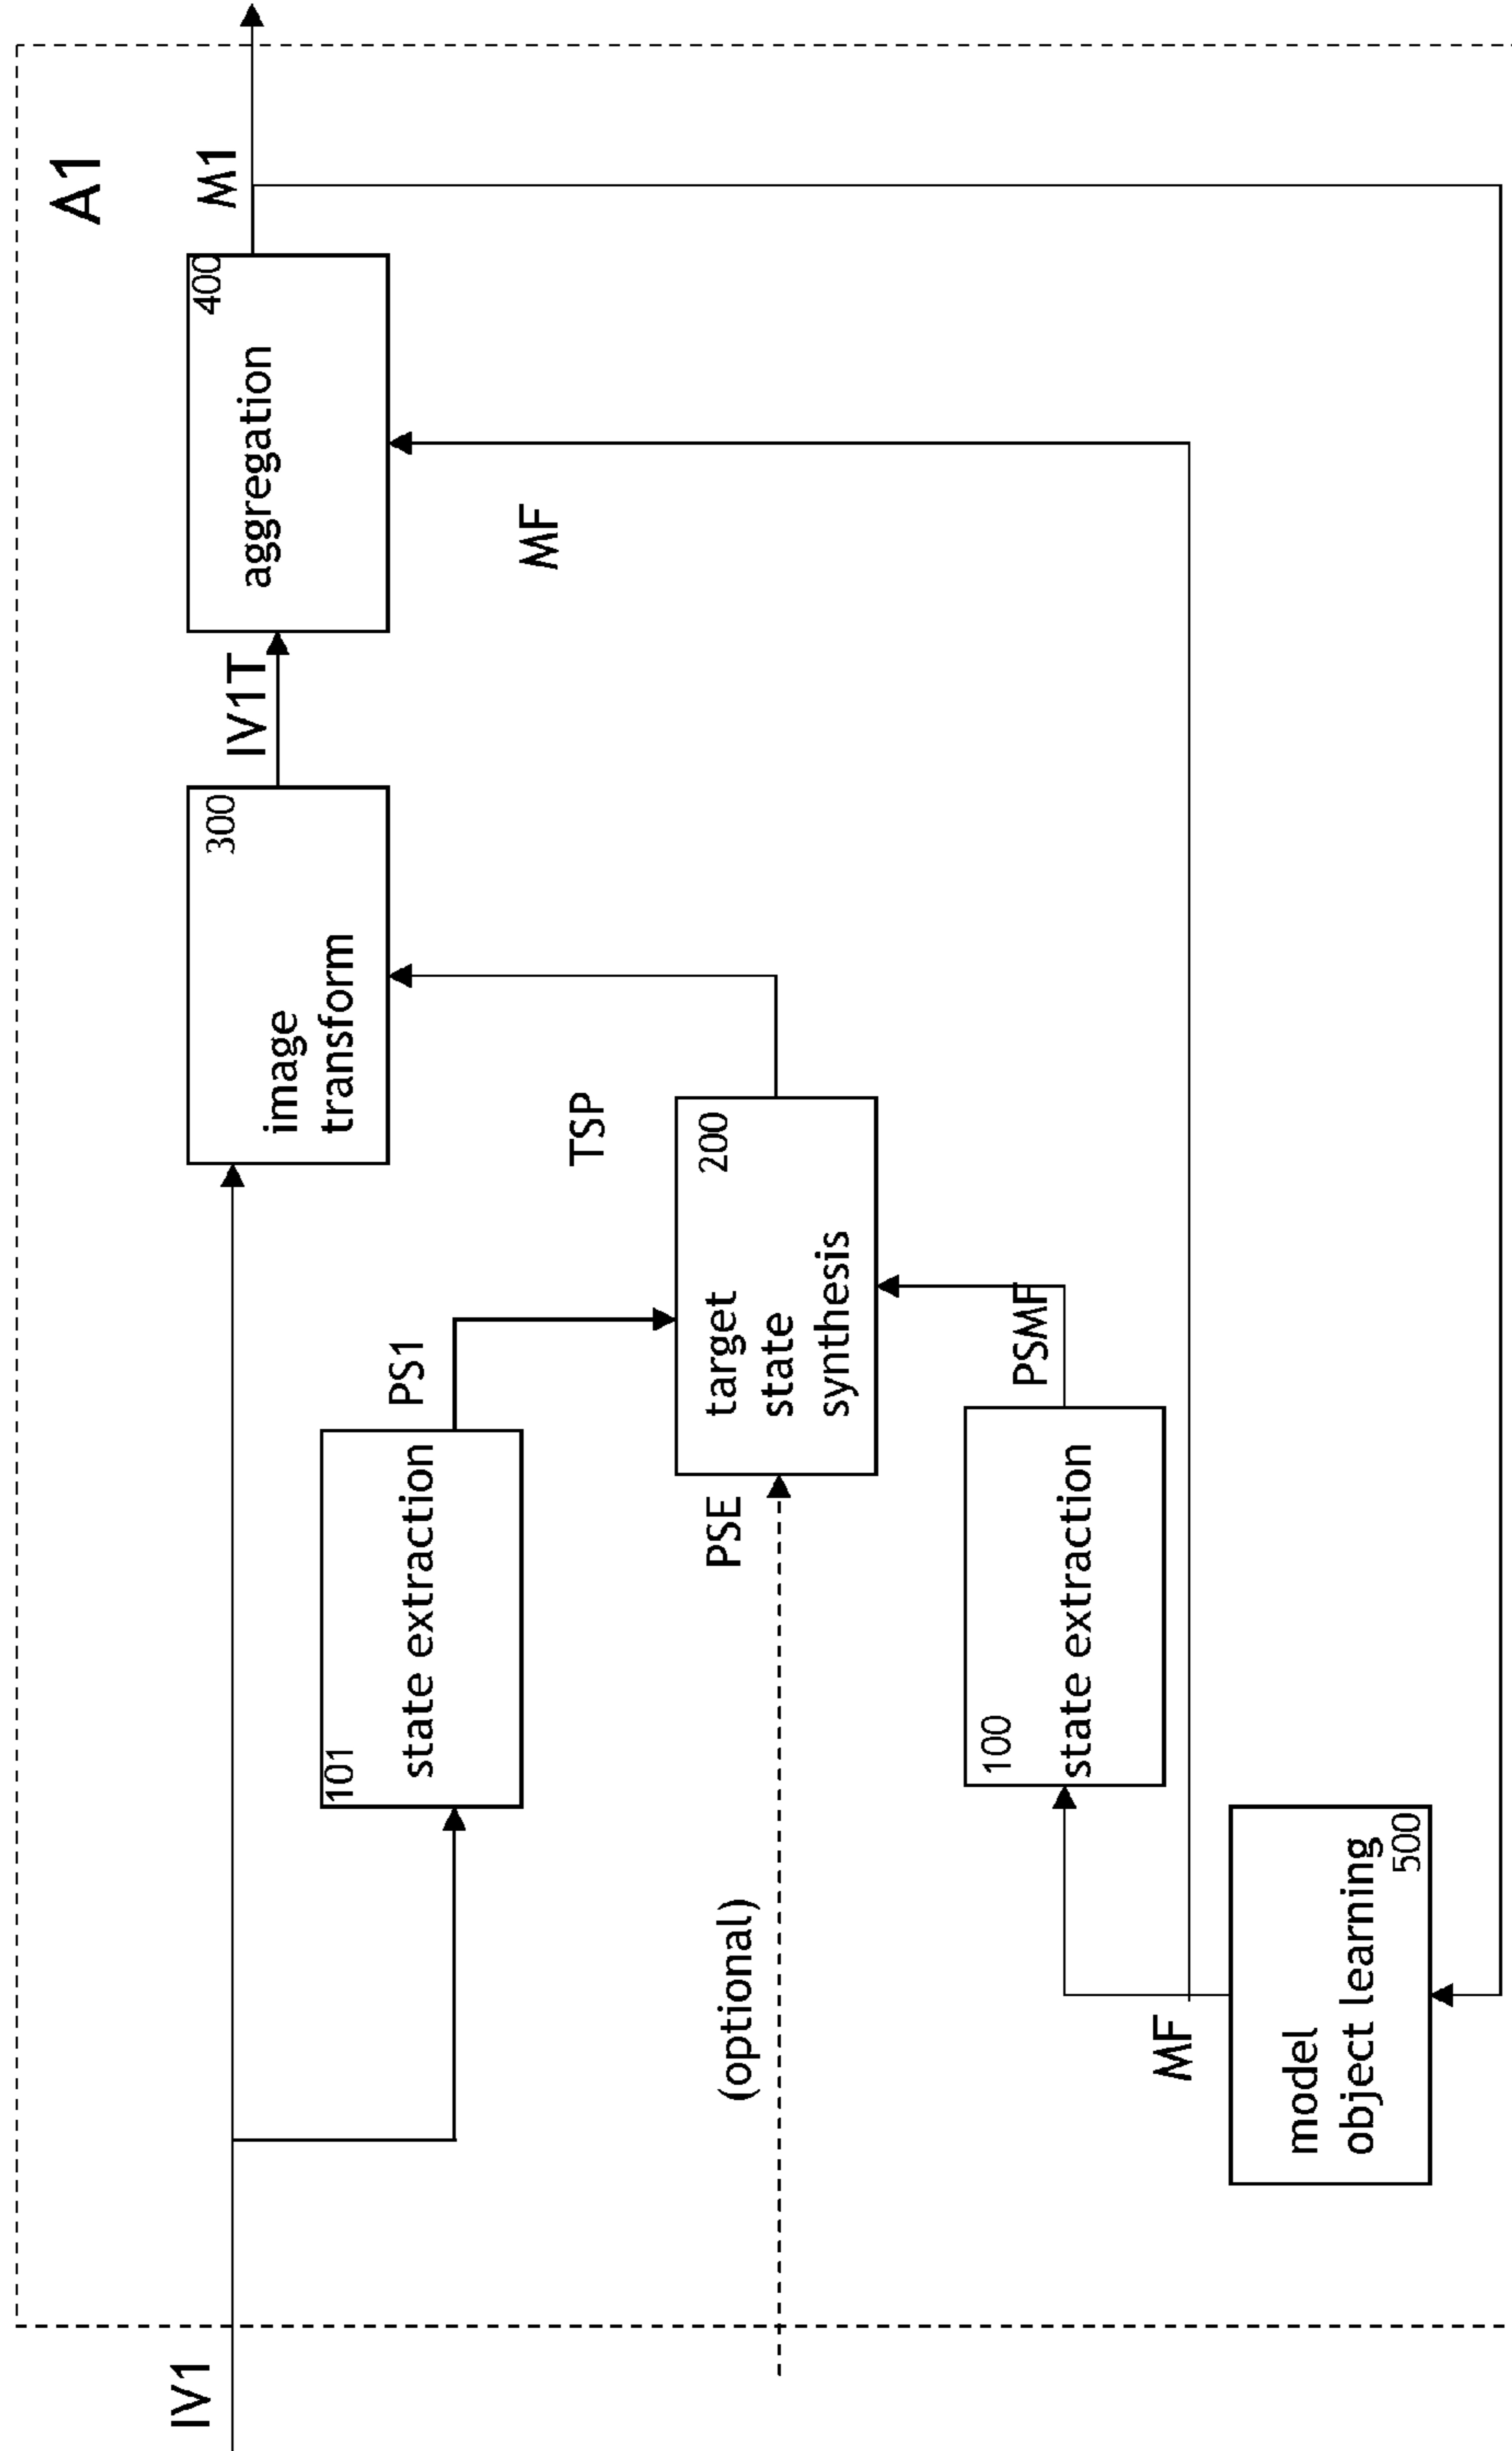 A1
IV1
M1
IV1T
300
image
transform
400
aggregation
101
state extraction
PS1
TSP
MF
PSE
(optional)
200
target
state
synthesis
100
state extraction
PSMF
MF
model
object learning
500